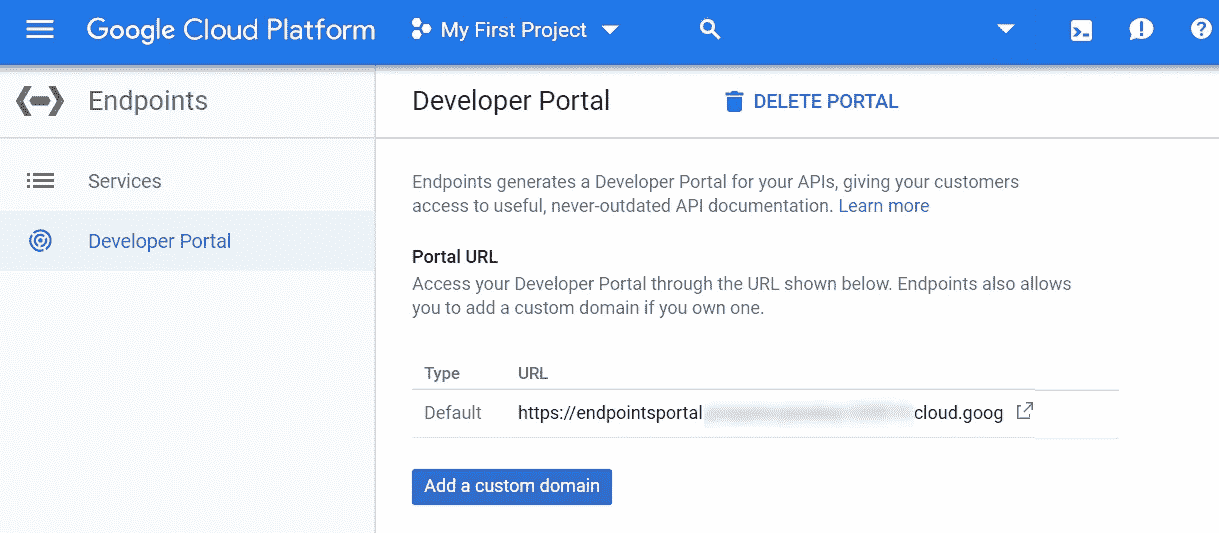 Google Cloud Platform My First Project
Endpoints
Developer Portal DELETE PORTAL
Services
Developer Portal
Endpoints generates a Developer Portal for your APIs, giving your customers
access to useful, never-outdated API documentation. Learn more
Portal URL
Access your Developer Portal through the URL shown below. Endpoints also allows
you to add a custom domain if you own one.
Type URL
Default https://endpointsportal cloud.goog
Add a custom domain